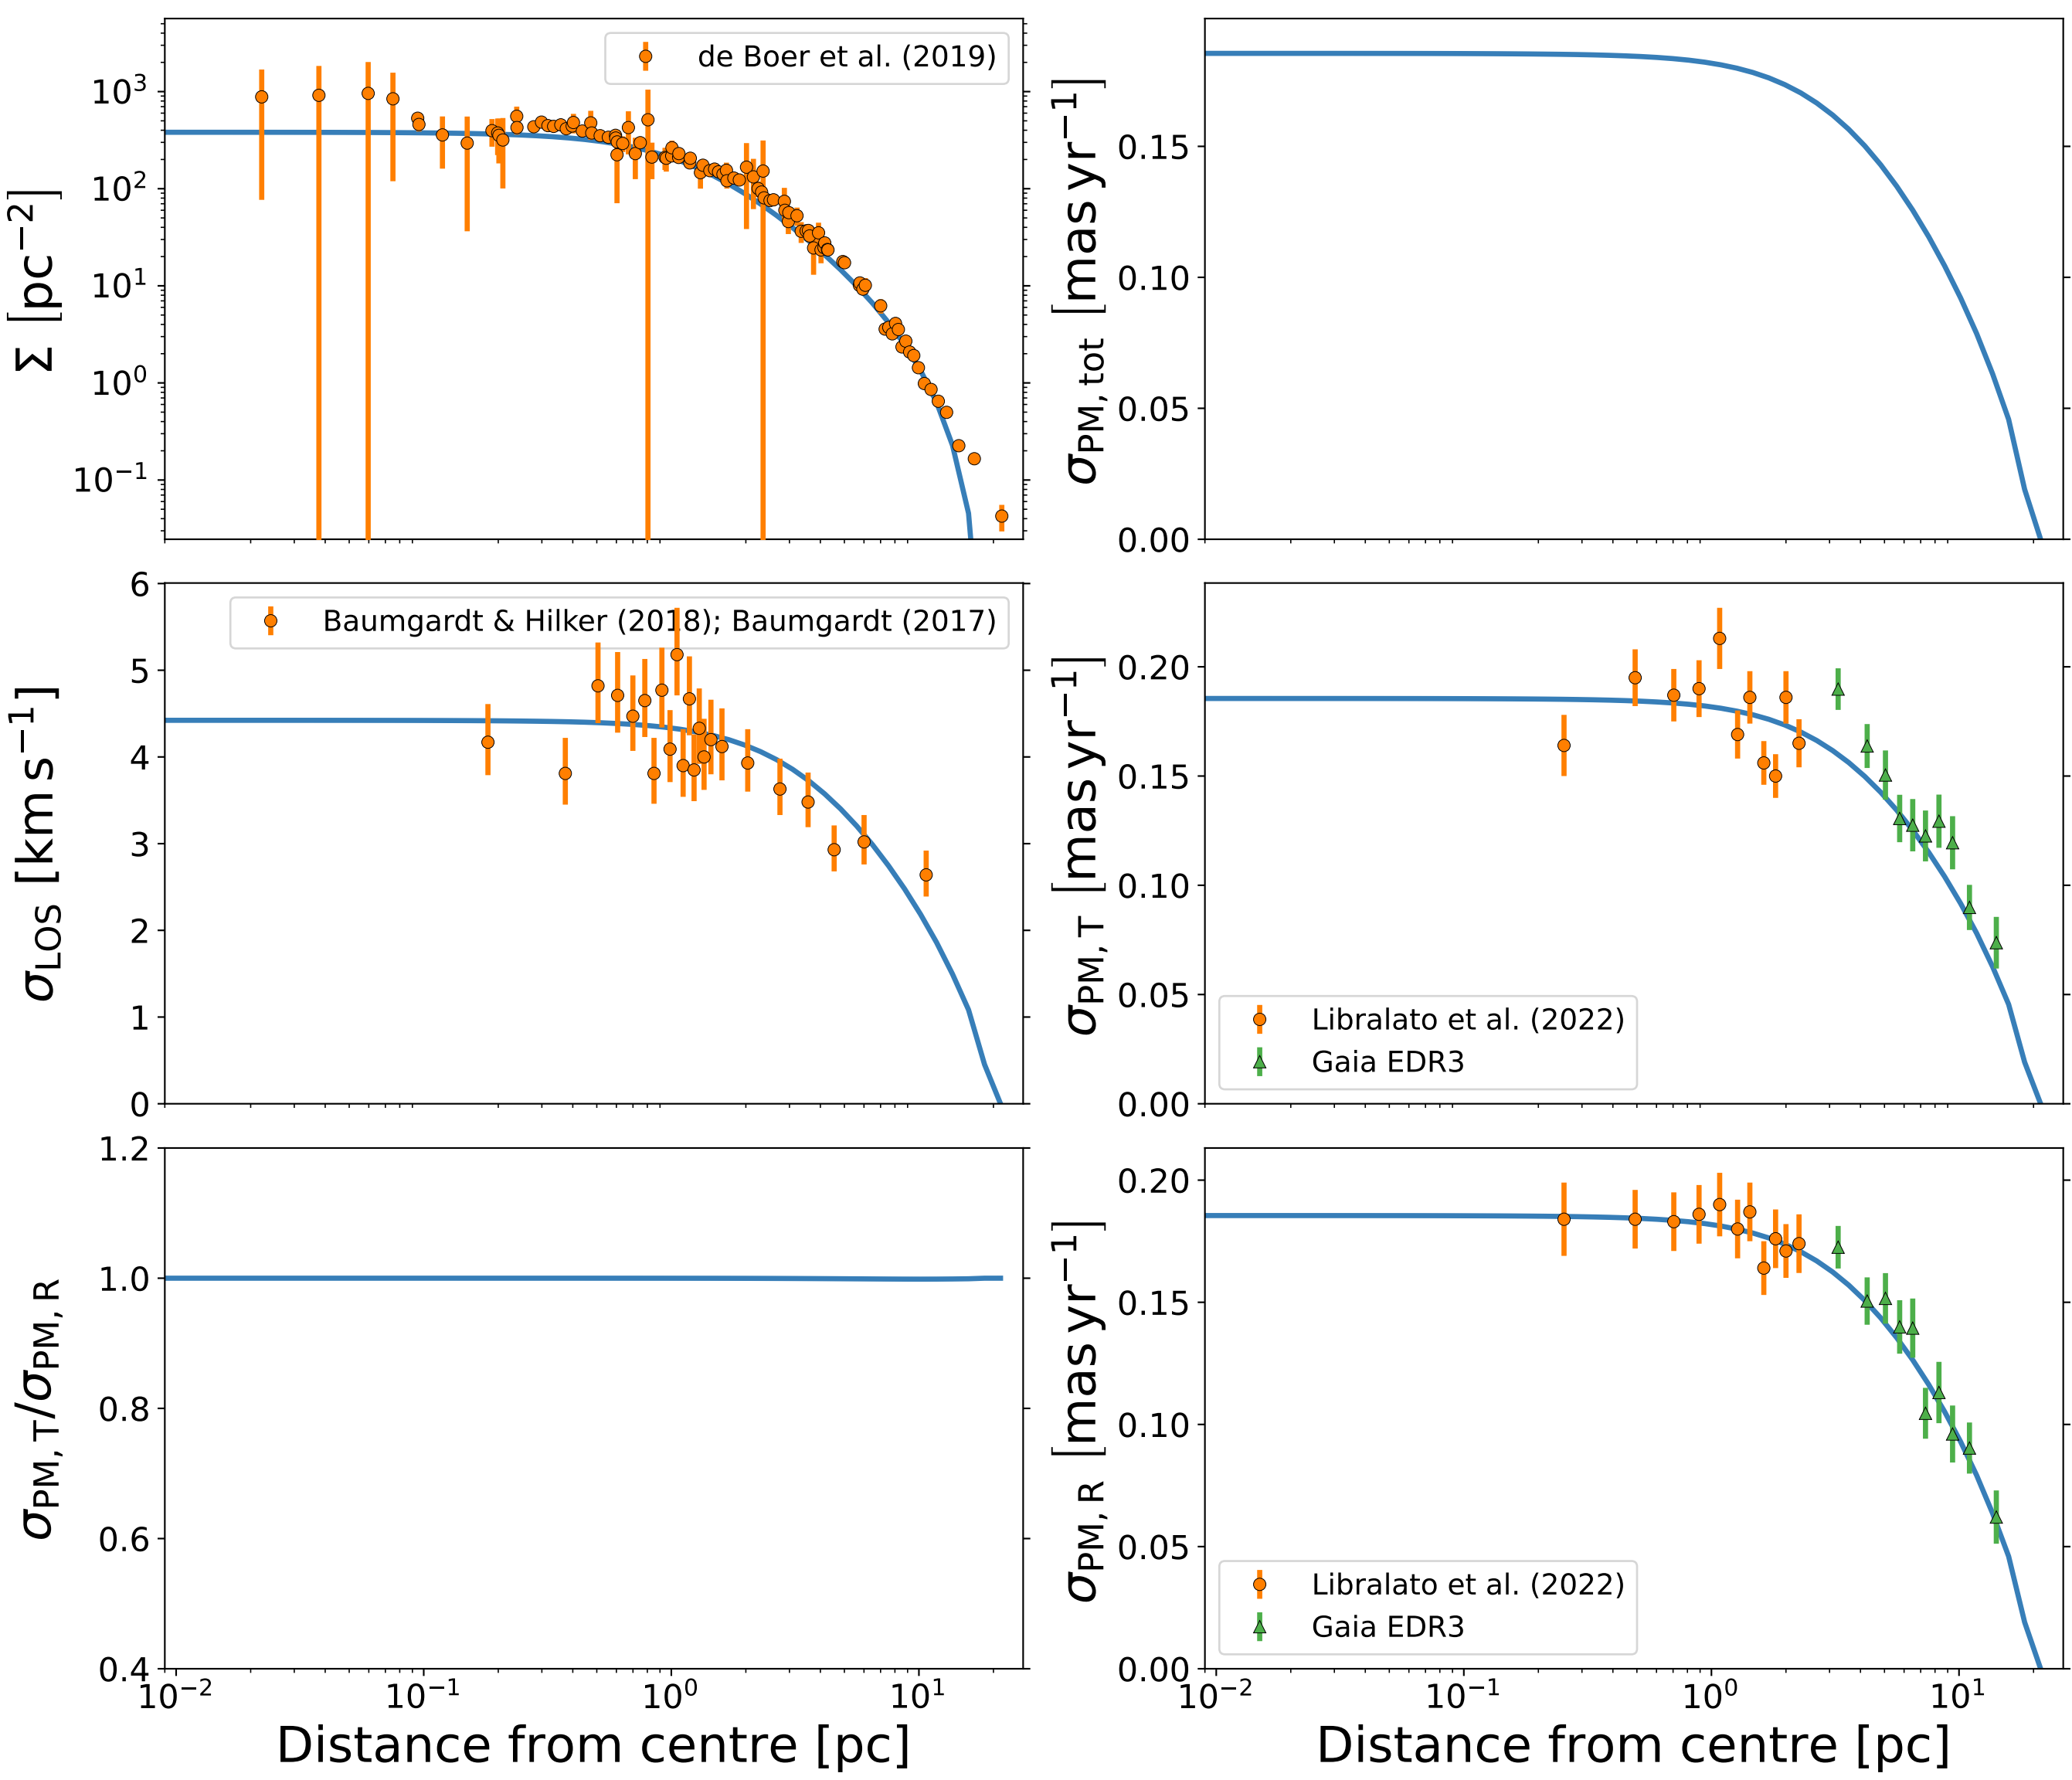 de Boer et al. (2019)
Σ [pc⁻²]
10³
10²
10¹
10⁰
10⁻¹
σPM, tot [mas yr⁻¹]
0.15
0.10
0.05
0.00
Baumgardt & Hilker (2018); Baumgardt (2017)
σLOS [km s⁻¹]
6
5
4
3
2
1
0
σPM, T [mas yr⁻¹]
0.20
0.15
0.10
0.05
0.00
Libralato et al. (2022)
Gaia EDR3
σPM, T/σPM, R
1.2
1.0
0.8
0.6
0.4
10⁻² 10⁻¹ 10⁰ 10¹
Distance from centre [pc]
σPM, R [mas yr⁻¹]
0.20
0.15
0.10
0.05
0.00
Libralato et al. (2022)
Gaia EDR3
10⁻² 10⁻¹ 10⁰ 10¹
Distance from centre [pc]